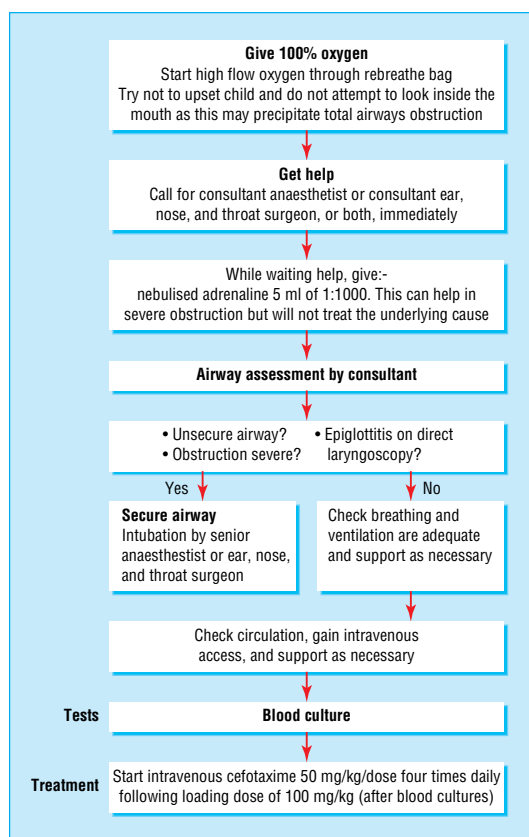 Give 100% oxygen
Start high flow oxygen through rebreathe bag
Try not to upset child and do not attempt to look inside the
mouth as this may precipitate total airways obstruction
Get help
Call for consultant anaesthetist or consultant ear,
nose, and throat surgeon, or both, immediately
While waiting help, give:-
nebulised adrenaline 5 ml of 1:1000. This can help in
severe obstruction but will not treat the underlying cause
Airway assessment by consultant
• Unsecure airway?
• Obstruction severe?
• Epiglottitis on direct
laryngoscopy?
Yes
No
Secure airway
Intubation by senior
anaesthestist or ear, nose,
and throat surgeon
Check breathing and
ventilation are adequate
and support as necessary
Check circulation, gain intravenous
access, and support as necessary
Tests
Blood culture
Treatment
Start intravenous cefotaxime 50 mg/kg/dose four times daily
following loading dose of 100 mg/kg (after blood cultures)